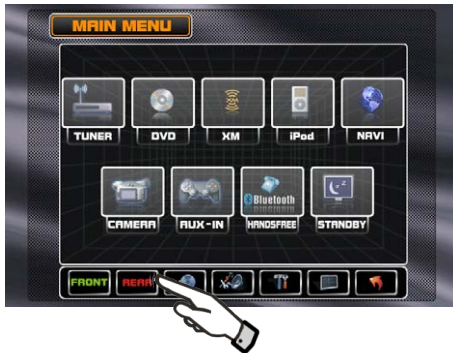 MAIN MENU
TUNER DVD XM iPod NAVI
CAMERA AUX-IN Bluetooth HANDSFREE STANDBY
FRONT REAR